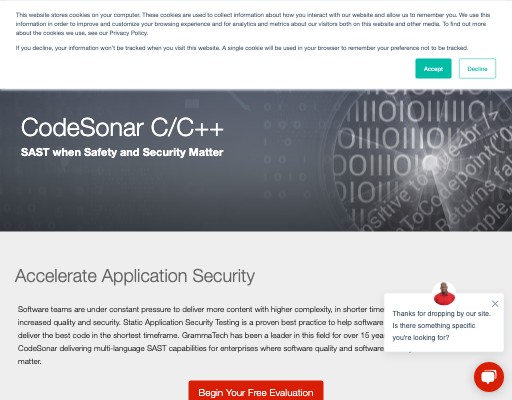 This website stores cookies on your computer. These cookies are used to collect information about how you interact with our website and allow us to remember you. We use this
information in order to improve and customize your browsing experience and for analytics and metrics about our visitors both on this website and other media. To find out more
about the cookies we use, see our Privacy Policy.
If you decline, your information won't be tracked when you visit this website. A single cookie will be used in your browser to remember your preference not to be tracked.
Accept
Decline
CodeSonar C/C++
SAST when Safety and Security Matter
Accelerate Application Security
Software teams are under constant pressure to deliver more content with higher complexity, in shorter
increased quality and security. Static Application Security Testing is a proven best practice to help software
deliver the best code in the shortest timeframe. GrammaTech has been a leader in this field for over 15
CodeSonar delivering multi-language SAST capabilities for enterprises where software quality and software
matter.
Begin Your Free Evaluation
Thanks for dropping by our site.
Is there something specific
you're looking for?